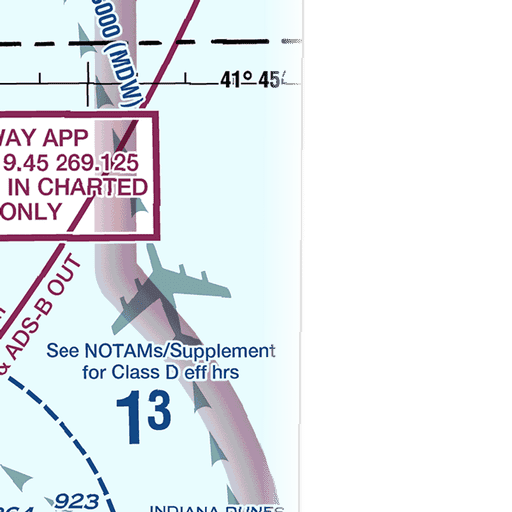 000 (MDW)
41° 45'
WAY APP
9.45 269.125
IN CHARTED
ONLY
& ADS-B OUT
See NOTAMs/Supplement
for Class D eff hrs
13
923
INDIANA DUNES